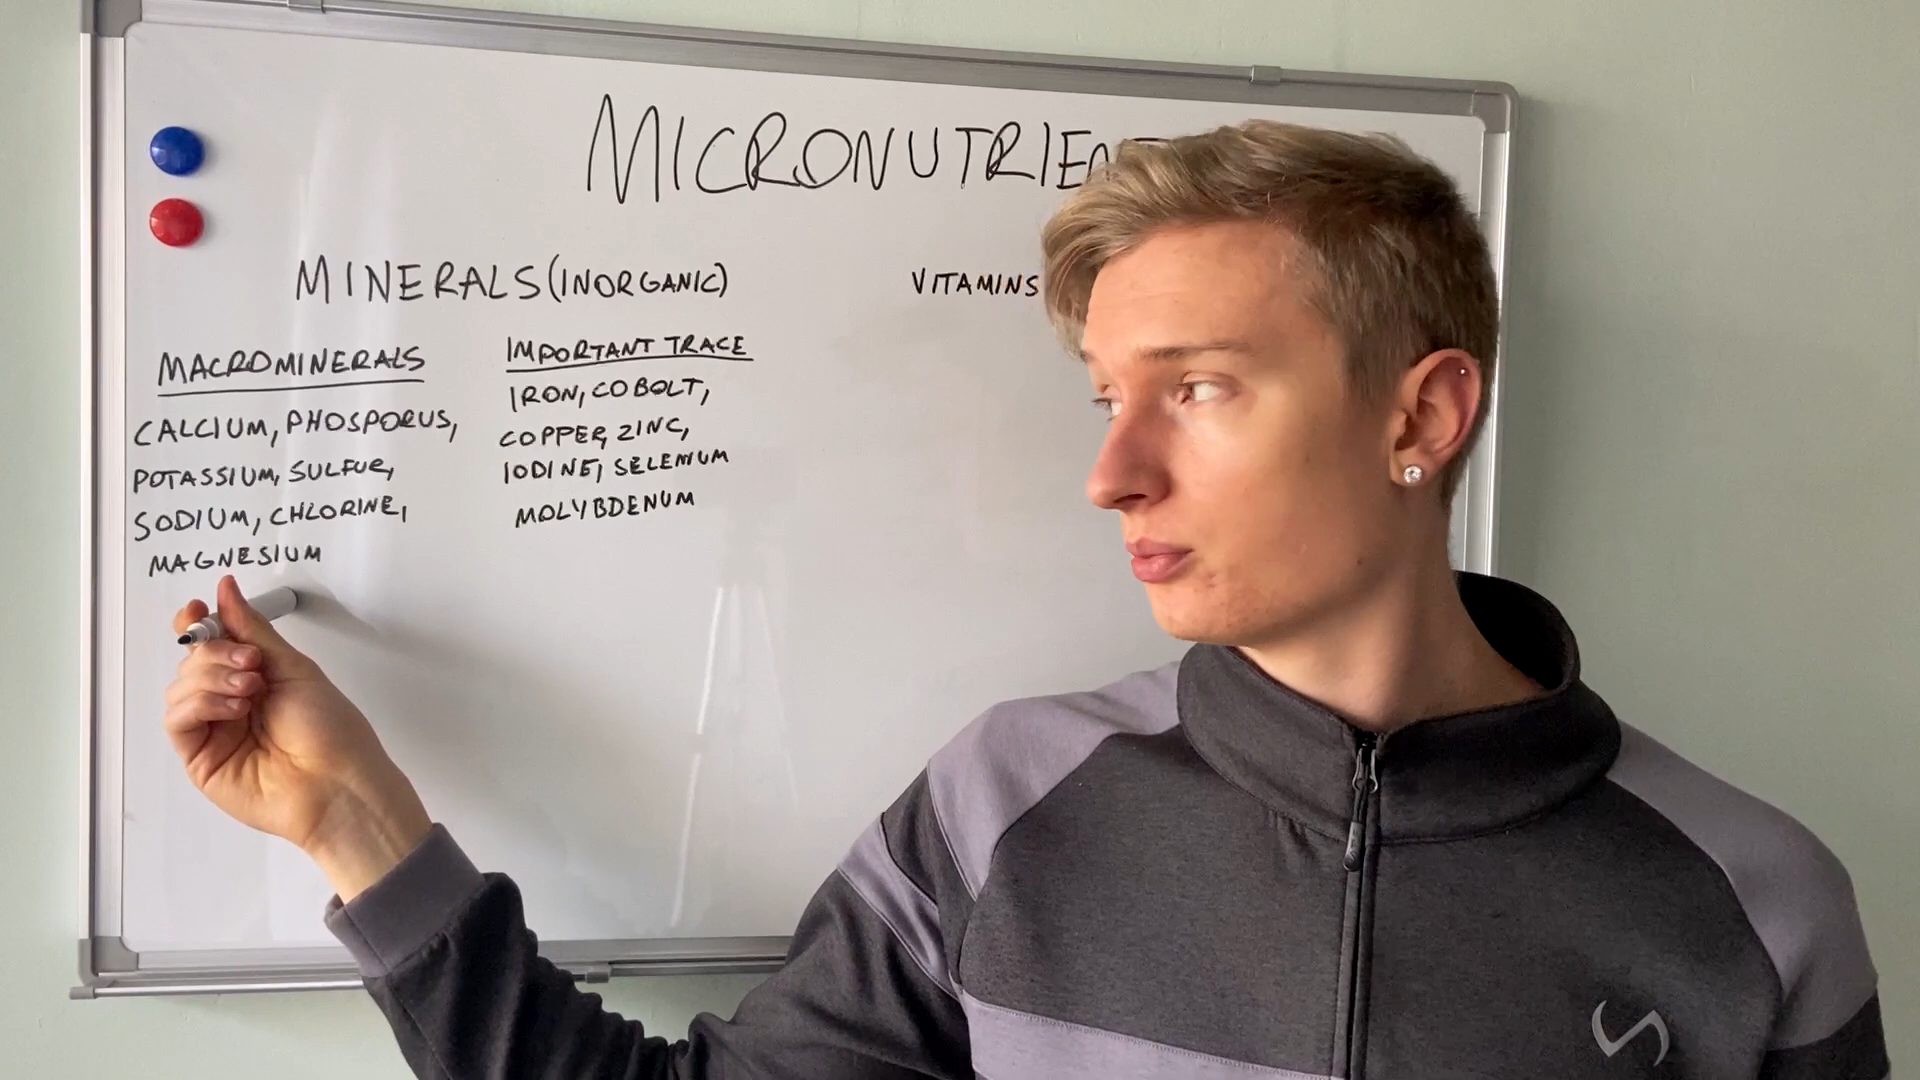 MICRONUTRIEN
MINERALS (INORGANIC)
VITAMINS
MACROMINERALS
CALCIUM, PHOSPORUS,
POTASSIUM, SULFUR,
SODIUM, CHLORINE,
MAGNESIUM
IMPORTANT TRACE
IRON, COBOLT,
COPPER, ZINC,
IODINE, SELENIUM
MOLYBDENUM